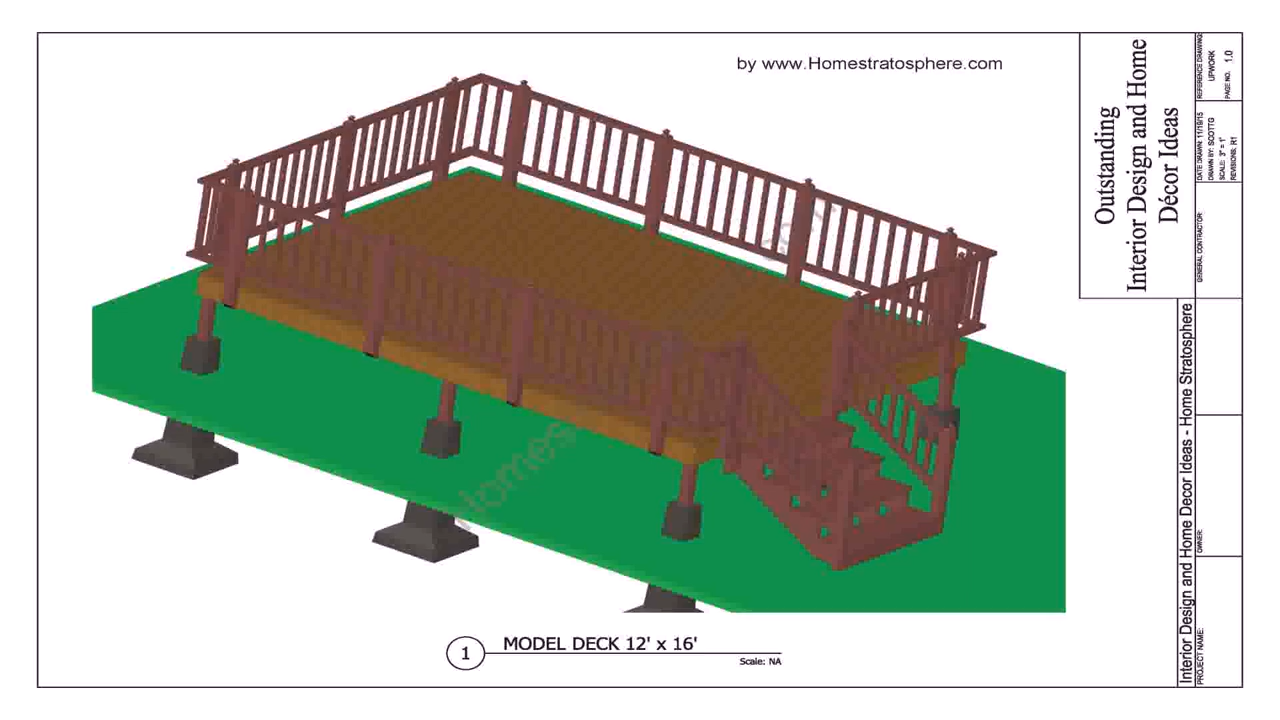 by www.Homestratosphere.com
Outstanding
Interior Design and Home
Décor Ideas
REFERENCE DRAWING:
UPWORK
PAGE NO. 1.0
DATE DRAWN: 11/19/15
DRAWN BY: SCOTTG
SCALE: 3" = 1'
REVISIONS: R1
GENERAL CONTRACTOR:
OWNER:
Interior Design and Home Decor Ideas - Home Stratosphere
PROJECT NAME:
Homes
1
MODEL DECK 12' x 16'
Scale: NA